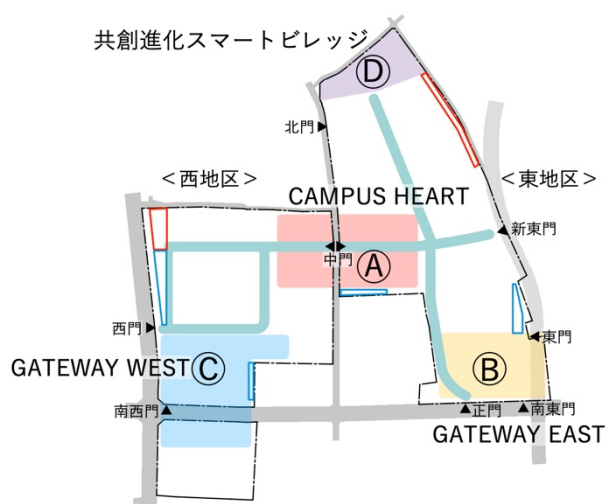 共創進化スマートビレッジ
D
北門
＜西地区＞
＜東地区＞
CAMPUS HEART
新東門
中門
A
西門
東門
GATEWAY WEST
C
B
南西門
正門
南東門
GATEWAY EAST